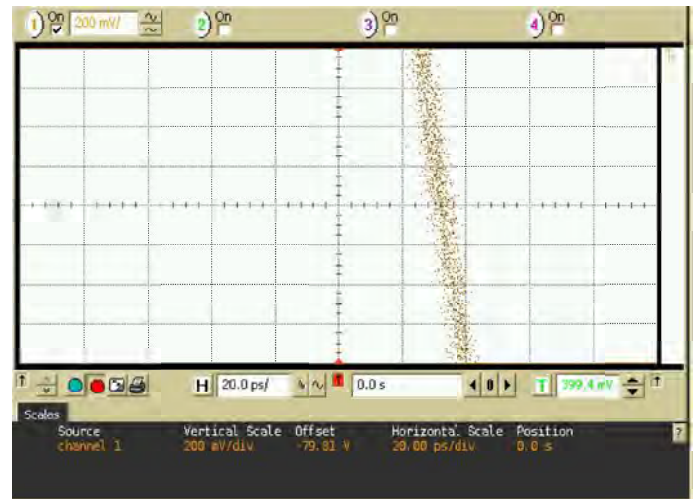 1) On 200 mV/ 2) On 3) On 4) On
H 20.0 ps/ 0.0 s 0 T 399.4 mV
Scales
Source Vertical Scale Offset Horizontal Scale Position ?
channel 1 200 mV/div -79.81 V 20.00 ps/div 0.0 s